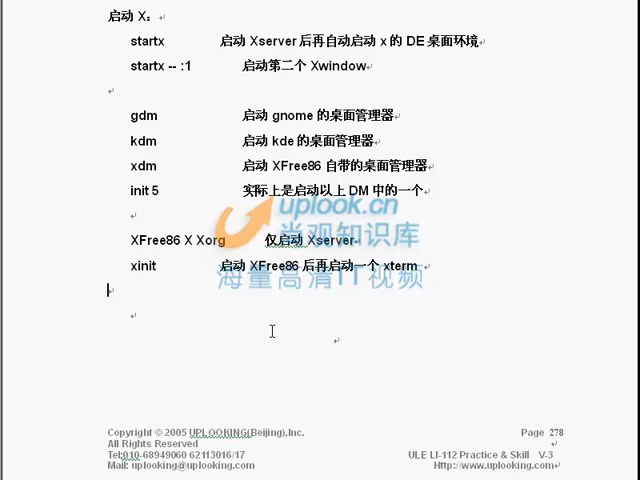 启动 X：
startx 启动 Xserver 后再自动启动 x 的 DE 桌面环境
startx -- :1 启动第二个 Xwindow
gdm 启动 gnome 的桌面管理器
kdm 启动 kde 的桌面管理器
xdm 启动 XFree86 自带的桌面管理器
init 5 实际上是启动以上 DM 中的一个
uplook.cn
尚观知识库
XFree86 X Xorg 仅启动 Xserver
xinit 启动 XFree86 后再启动一个 xterm
海量高清IT视频
Copyright © 2005 UPLOOKING(Beijing),Inc. Page 278
All Rights Reserved
Tel:010-68949060 62113016/17 ULE LI-112 Practice & Skill V-3
Mail: uplooking@uplooking.com Http://www.uplooking.com